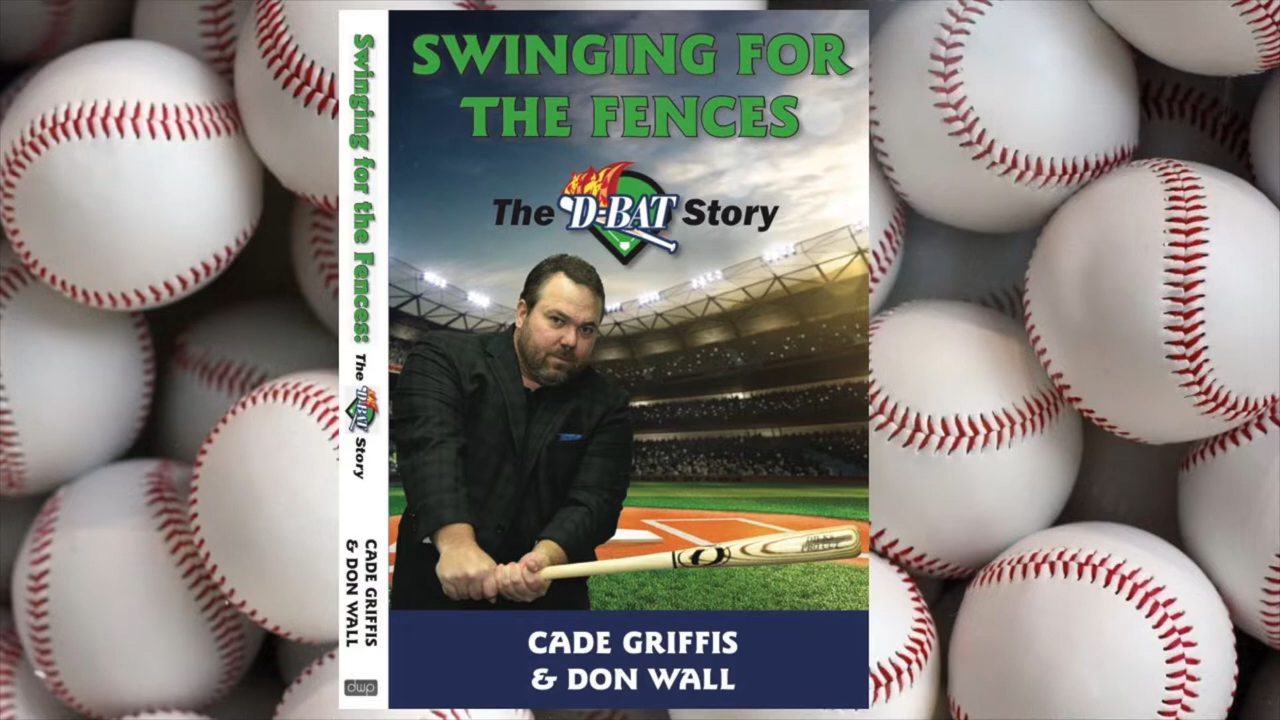 Swinging for the Fences:
The D-BAT Story
CADE GRIFFIS
& DON WALL
dwp
SWINGING FOR
THE FENCES
The D-BAT Story
CADE GRIFFIS
& DON WALL